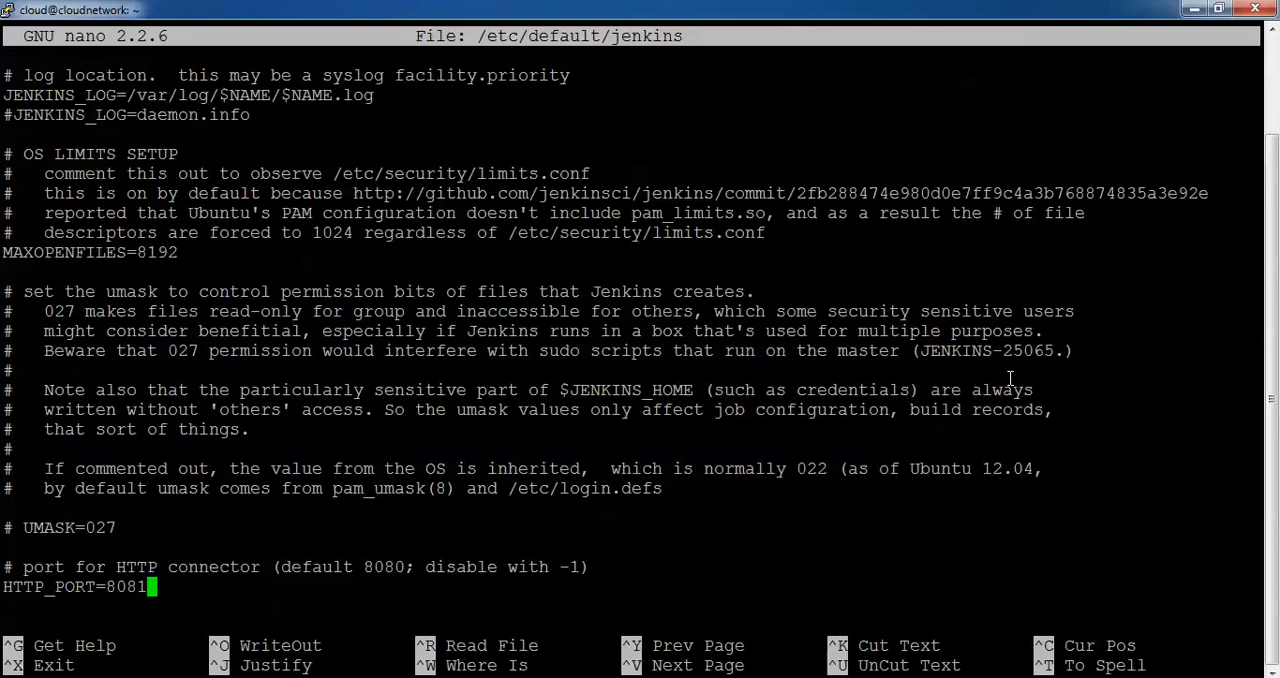 cloud@cloudnetwork: ~
GNU nano 2.2.6 File: /etc/default/jenkins
# log location.  this may be a syslog facility.priority
JENKINS_LOG=/var/log/$NAME/$NAME.log
#JENKINS_LOG=daemon.info
# OS LIMITS SETUP
#   comment this out to observe /etc/security/limits.conf
#   this is on by default because http://github.com/jenkinsci/jenkins/commit/2fb288474e980d0e7ff9c4a3b768874835a3e92e
#   reported that Ubuntu's PAM configuration doesn't include pam_limits.so, and as a result the # of file
#   descriptors are forced to 1024 regardless of /etc/security/limits.conf
MAXOPENFILES=8192
# set the umask to control permission bits of files that Jenkins creates.
#   027 makes files read-only for group and inaccessible for others, which some security sensitive users
#   might consider benefitial, especially if Jenkins runs in a box that's used for multiple purposes.
#   Beware that 027 permission would interfere with sudo scripts that run on the master (JENKINS-25065.)
#
#   Note also that the particularly sensitive part of $JENKINS_HOME (such as credentials) are always
#   written without 'others' access. So the umask values only affect job configuration, build records,
#   that sort of things.
#
#   If commented out, the value from the OS is inherited,  which is normally 022 (as of Ubuntu 12.04,
#   by default umask comes from pam_umask(8) and /etc/login.defs
# UMASK=027
# port for HTTP connector (default 8080; disable with -1)
HTTP_PORT=8081
^G Get Help ^O WriteOut ^R Read File ^Y Prev Page ^K Cut Text ^C Cur Pos
^X Exit ^J Justify ^W Where Is ^V Next Page ^U UnCut Text ^T To Spell